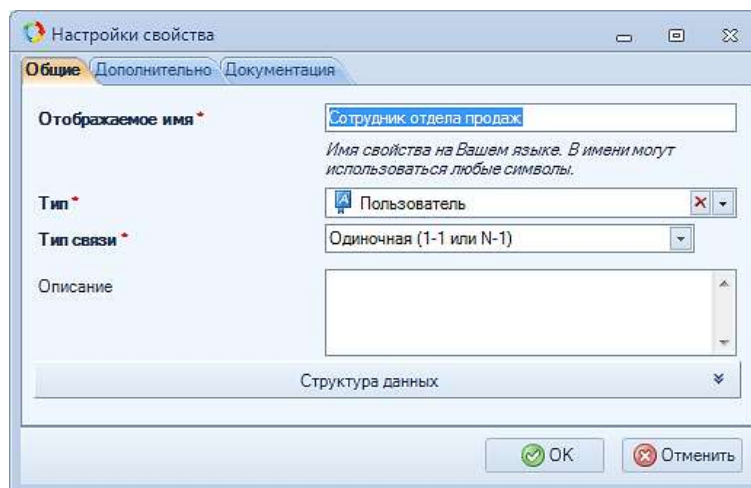 Настройки свойства
Общие Дополнительно Документация
Отображаемое имя * Сотрудник отдела продаж
Имя свойства на Вашем языке. В имени могут
использоваться любые символы.
Тип * Пользователь
Тип связи * Одиночная (1-1 или N-1)
Описание
Структура данных
OK Отменить